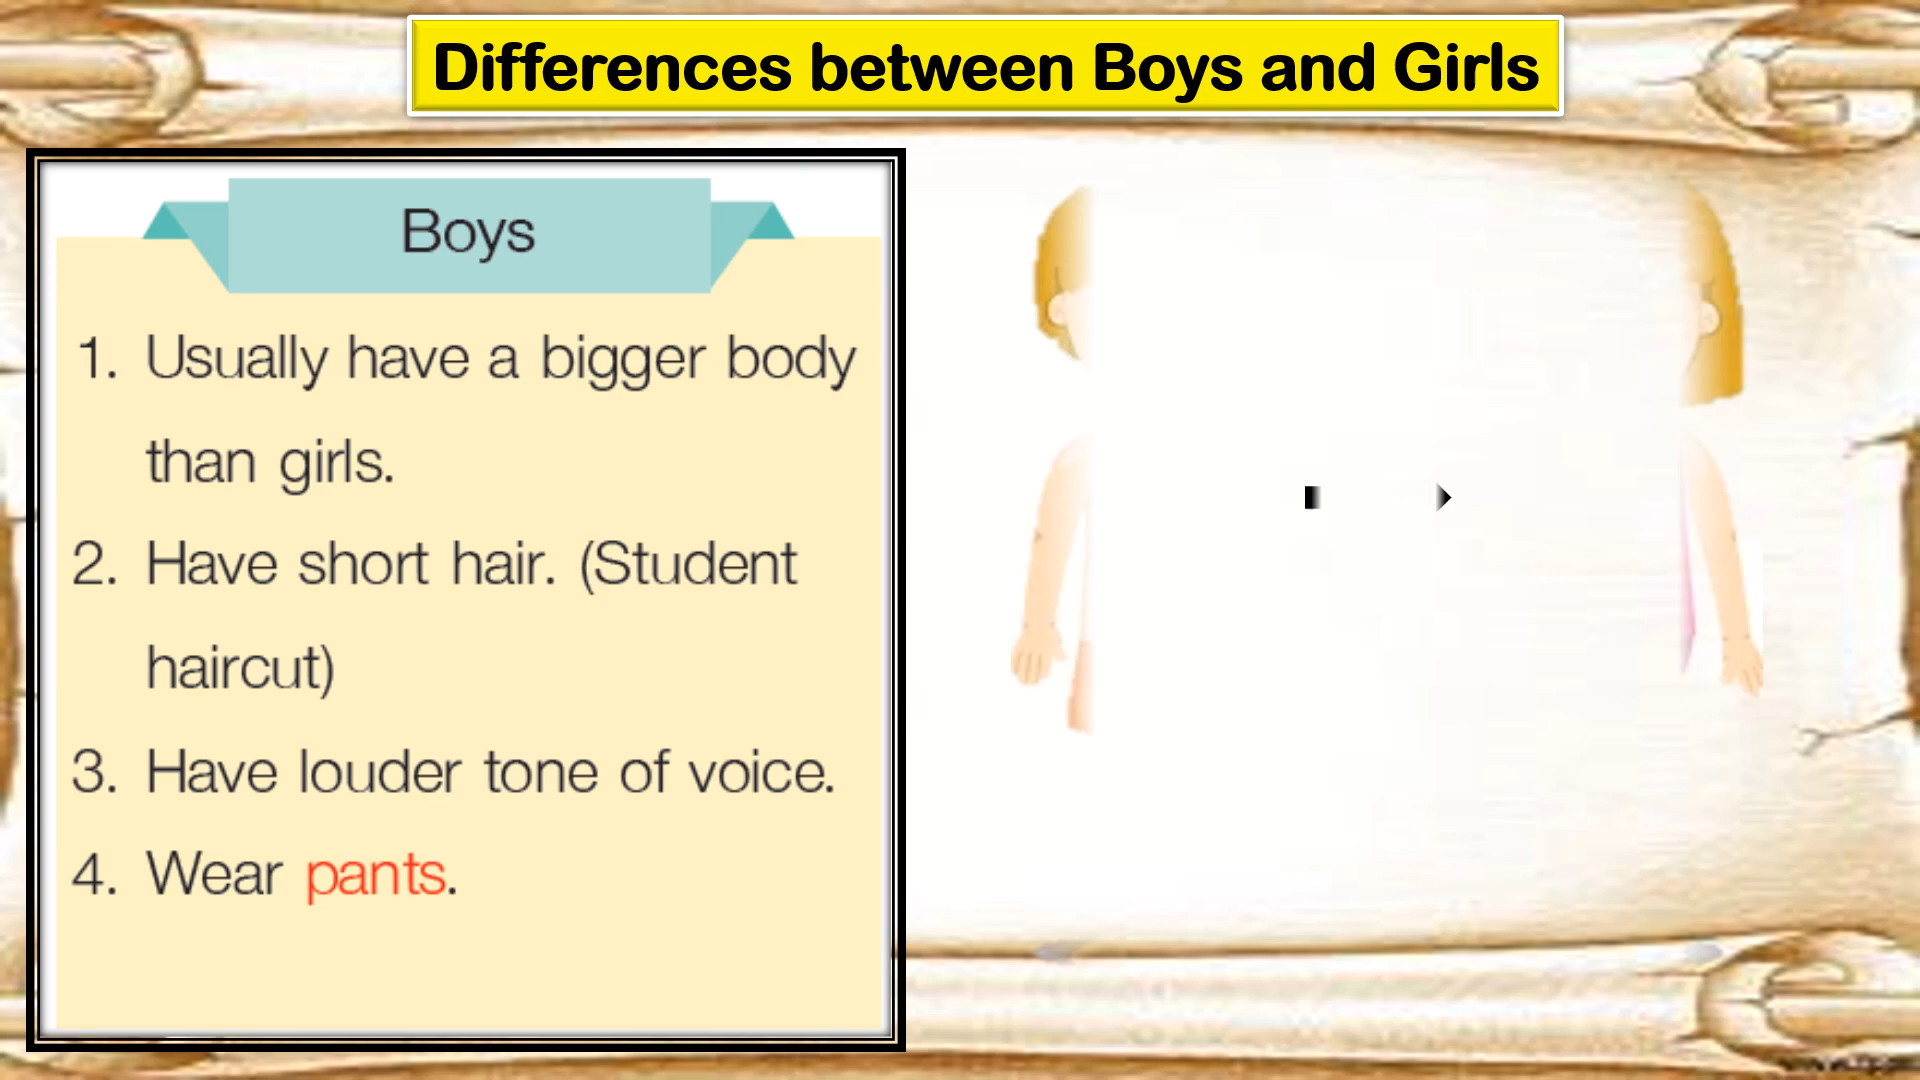 Differences between Boys and Girls
Boys
1. Usually have a bigger body
than girls.
2. Have short hair. (Student
haircut)
3. Have louder tone of voice.
4. Wear pants.